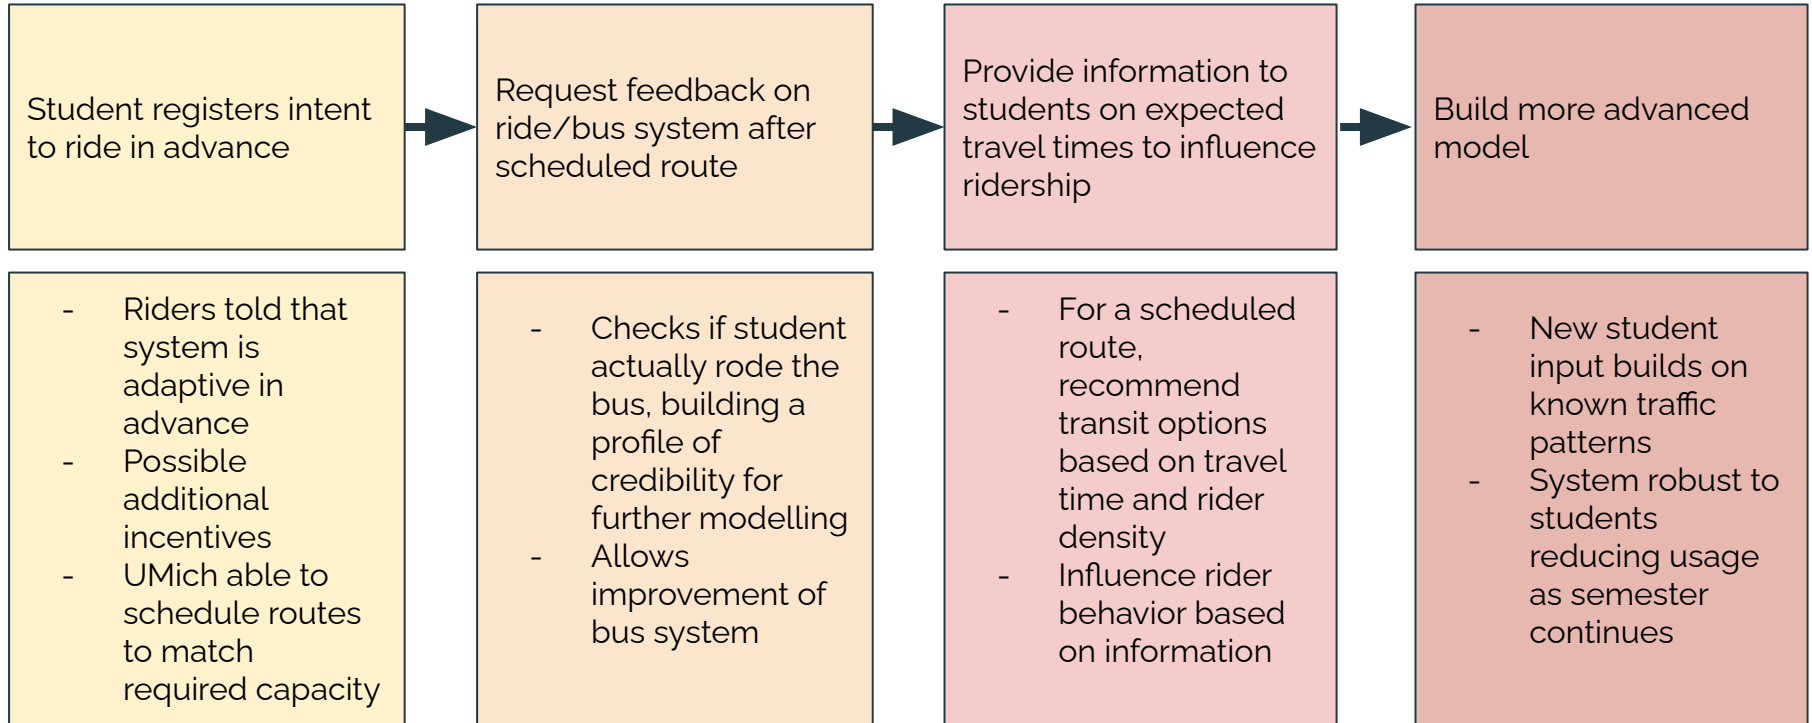 Student registers intent
to ride in advance
Request feedback on
ride/bus system after
scheduled route
Provide information to
students on expected
travel times to influence
ridership
Build more advanced
model
- Riders told that
system is
adaptive in
advance
- Possible
additional
incentives
- UMich able to
schedule routes
to match
required capacity
- Checks if student
actually rode the
bus, building a
profile of
credibility for
further modelling
- Allows
improvement of
bus system
- For a scheduled
route,
recommend
transit options
based on travel
time and rider
density
- Influence rider
behavior based
on information
- New student
input builds on
known traffic
patterns
- System robust to
students
reducing usage
as semester
continues